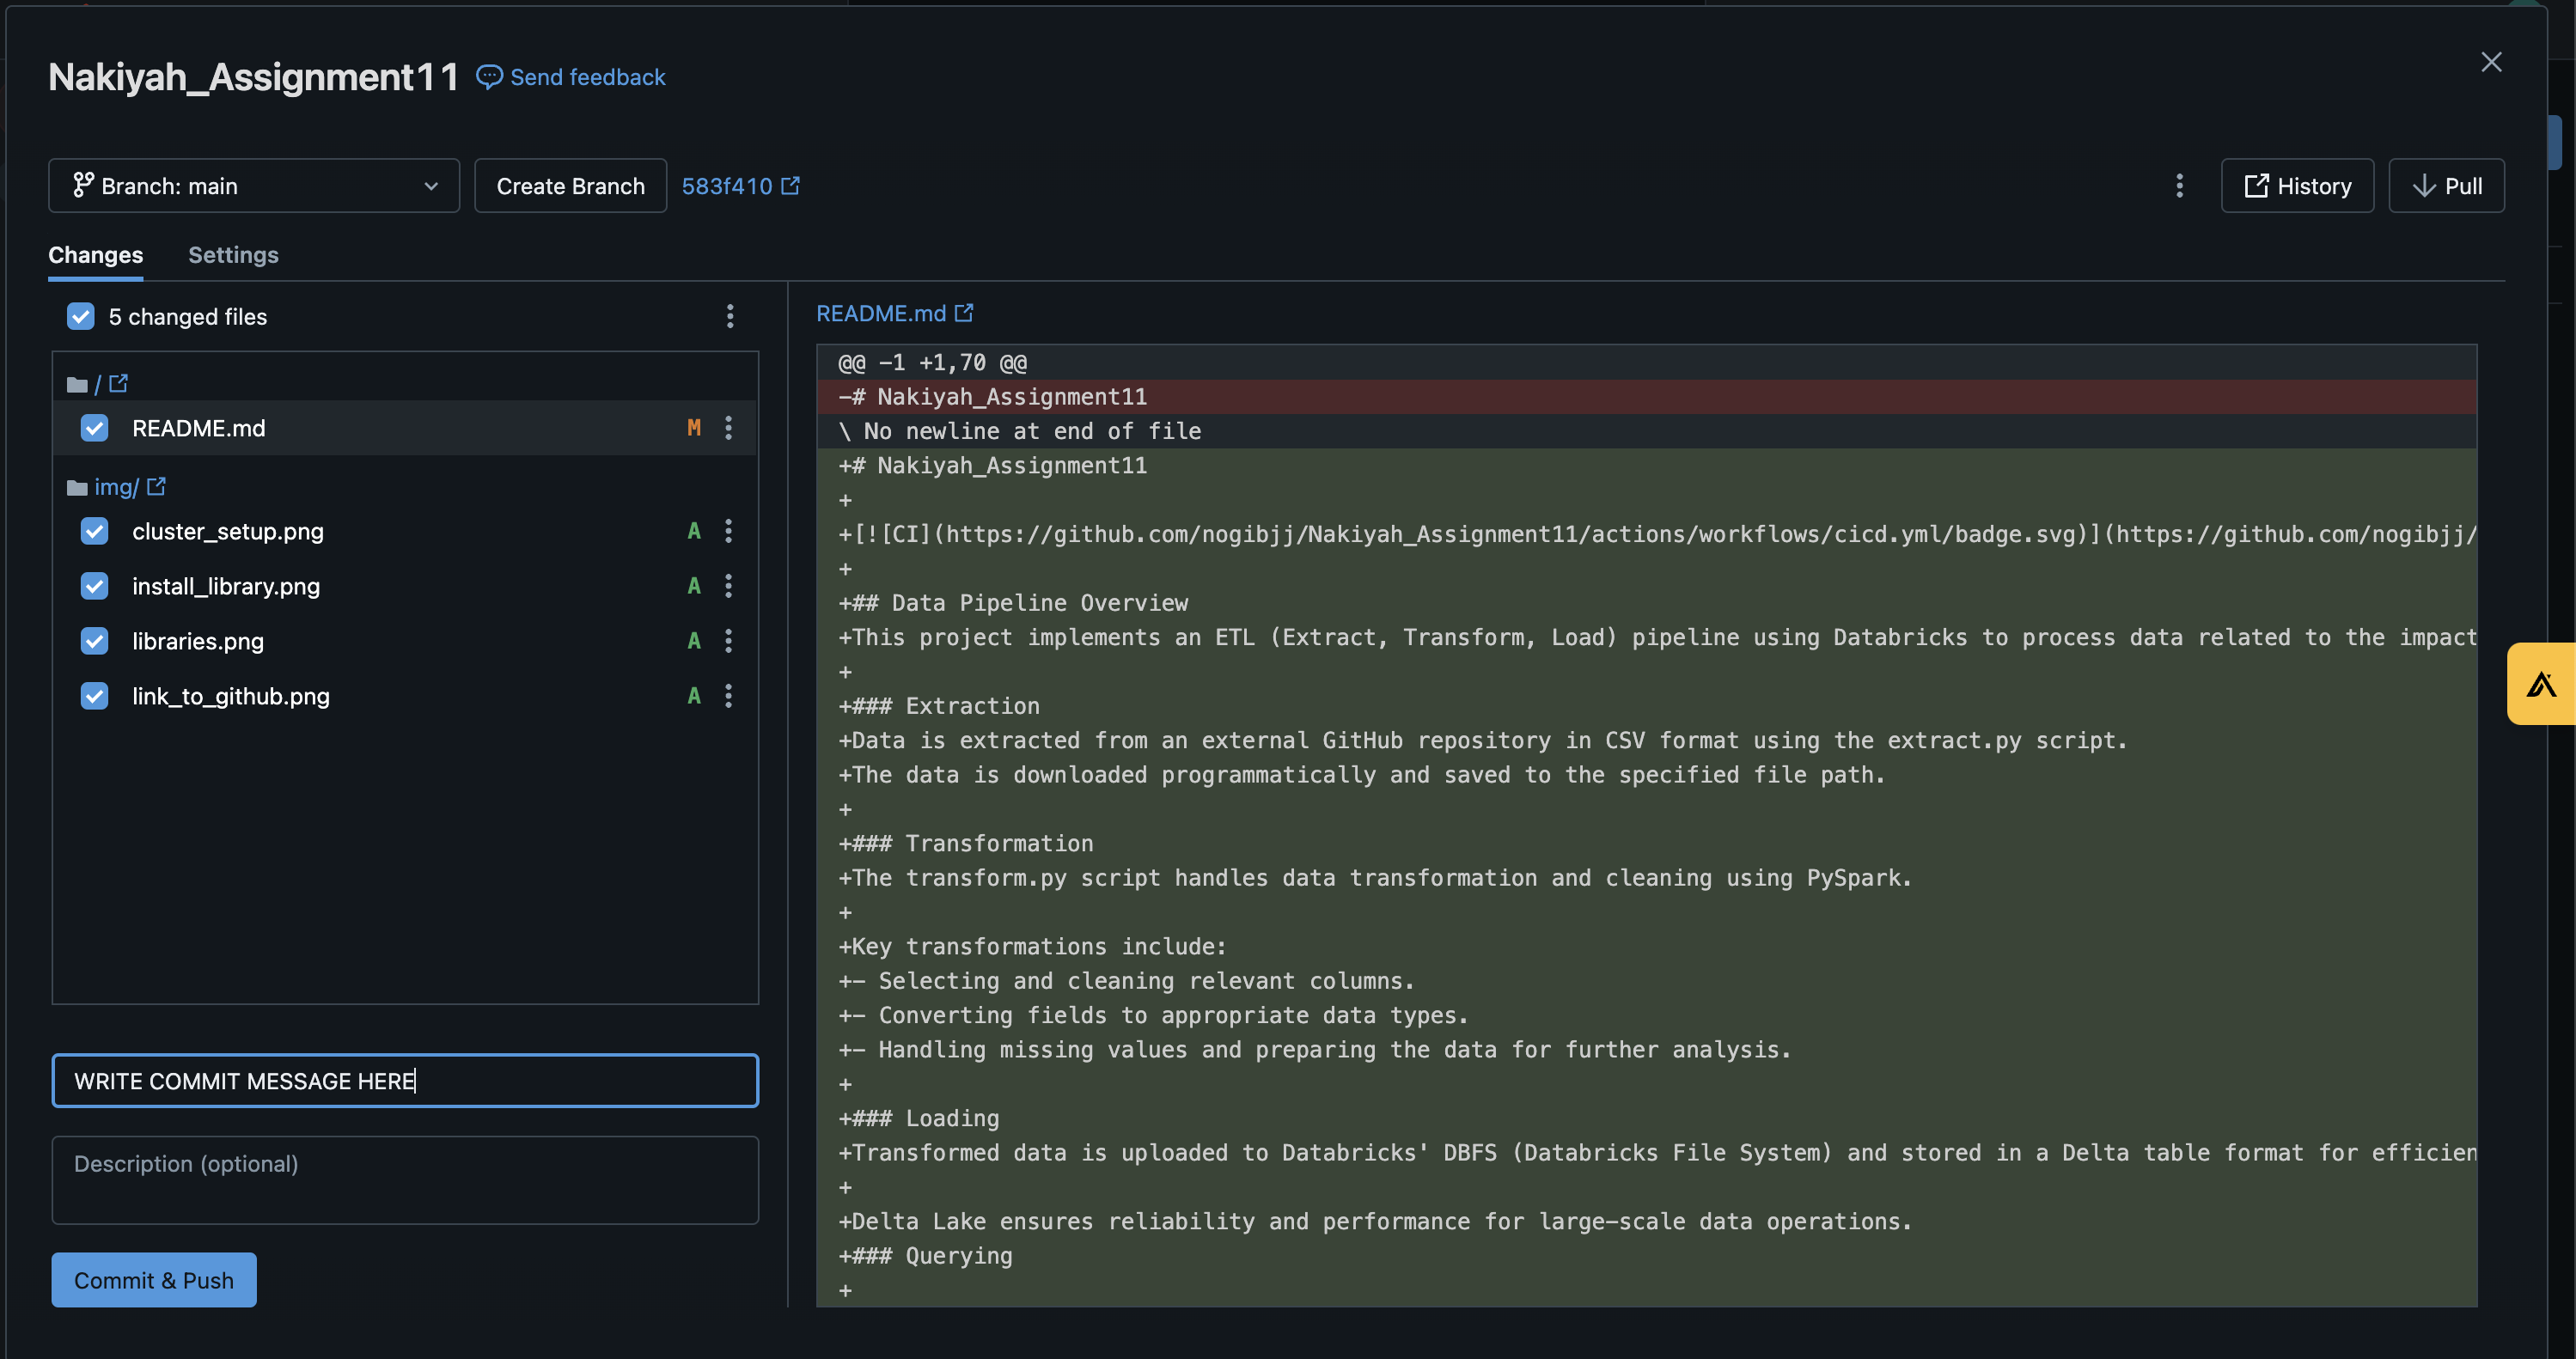 Nakiyah_Assignment11 Send feedback
Branch: main Create Branch 583f410 History Pull
Changes Settings
5 changed files
/
README.md M
img/
cluster_setup.png A
install_library.png A
libraries.png A
link_to_github.png A
WRITE COMMIT MESSAGE HERE
Description (optional)
Commit & Push
README.md
@@ -1 +1,70 @@
-# Nakiyah_Assignment11
\ No newline at end of file
+# Nakiyah_Assignment11
+
+[![CI](https://github.com/nogibjj/Nakiyah_Assignment11/actions/workflows/cicd.yml/badge.svg)](https://github.com/nogibjj/
+
+## Data Pipeline Overview
+This project implements an ETL (Extract, Transform, Load) pipeline using Databricks to process data related to the impact
+
+### Extraction
+Data is extracted from an external GitHub repository in CSV format using the extract.py script.
+The data is downloaded programmatically and saved to the specified file path.
+
+### Transformation
+The transform.py script handles data transformation and cleaning using PySpark.
+
+Key transformations include:
+- Selecting and cleaning relevant columns.
+- Converting fields to appropriate data types.
+- Handling missing values and preparing the data for further analysis.
+
+### Loading
+Transformed data is uploaded to Databricks' DBFS (Databricks File System) and stored in a Delta table format for efficien
+
+Delta Lake ensures reliability and performance for large-scale data operations.
+### Querying
+